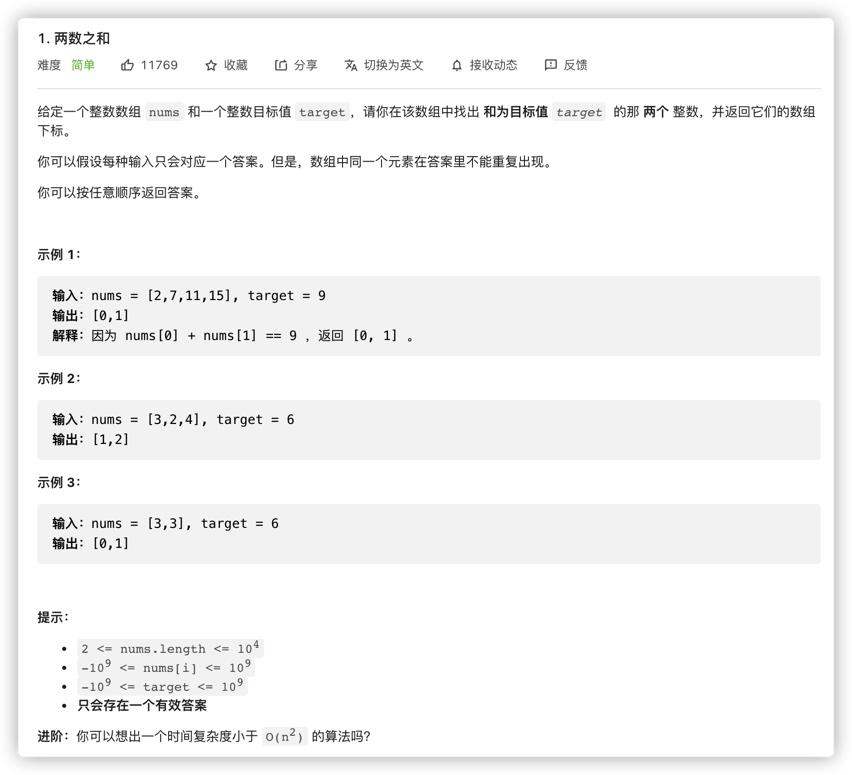 1. 两数之和
难度 简单 11769 收藏 分享 切换为英文 接收动态 反馈
给定一个整数数组 nums 和一个整数目标值 target，请你在该数组中找出 和为目标值 target 的那 两个 整数，并返回它们的数组
下标。
你可以假设每种输入只会对应一个答案。但是，数组中同一个元素在答案里不能重复出现。
你可以按任意顺序返回答案。
示例 1：
输入：nums = [2,7,11,15], target = 9
输出：[0,1]
解释：因为 nums[0] + nums[1] == 9 ，返回 [0, 1] 。
示例 2：
输入：nums = [3,2,4], target = 6
输出：[1,2]
示例 3：
输入：nums = [3,3], target = 6
输出：[0,1]
提示：
• 2 <= nums.length <= 10⁴
• -10⁹ <= nums[i] <= 10⁹
• -10⁹ <= target <= 10⁹
• 只会存在一个有效答案
进阶：你可以想出一个时间复杂度小于 O(n²) 的算法吗？